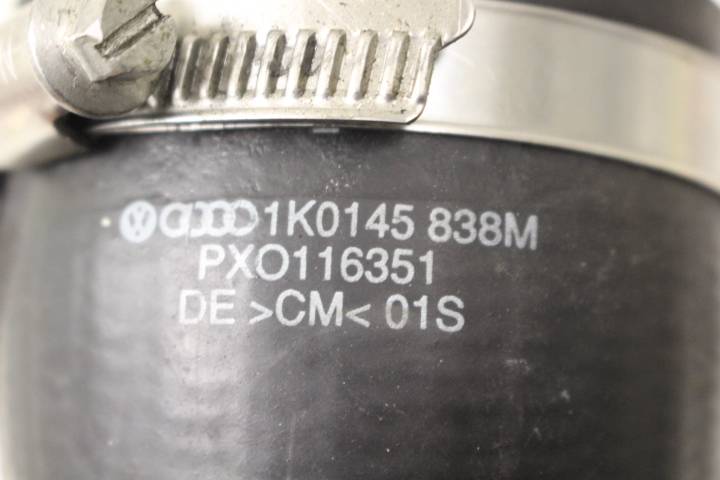 1K0145 838M
PXO116351
DE >CM< 01S